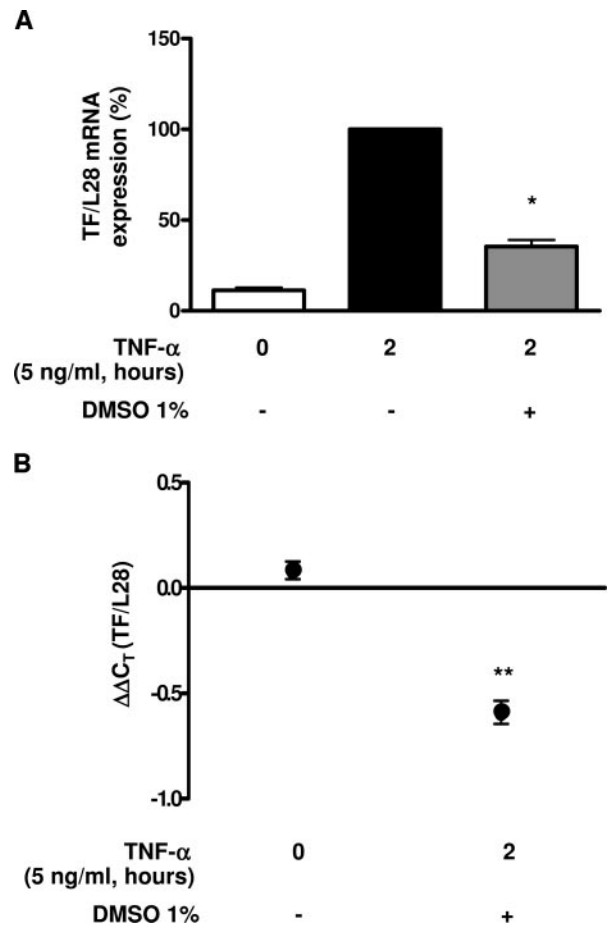 A
150
100
50
0
TF/L28 mRNA
expression (%)
*
TNF-α 0 2 2
(5 ng/ml, hours)
DMSO 1% - - +
B
0.5
0.0
-0.5
-1.0
ΔΔCT (TF/L28)
**
TNF-α 0 2
(5 ng/ml, hours)
DMSO 1% - +